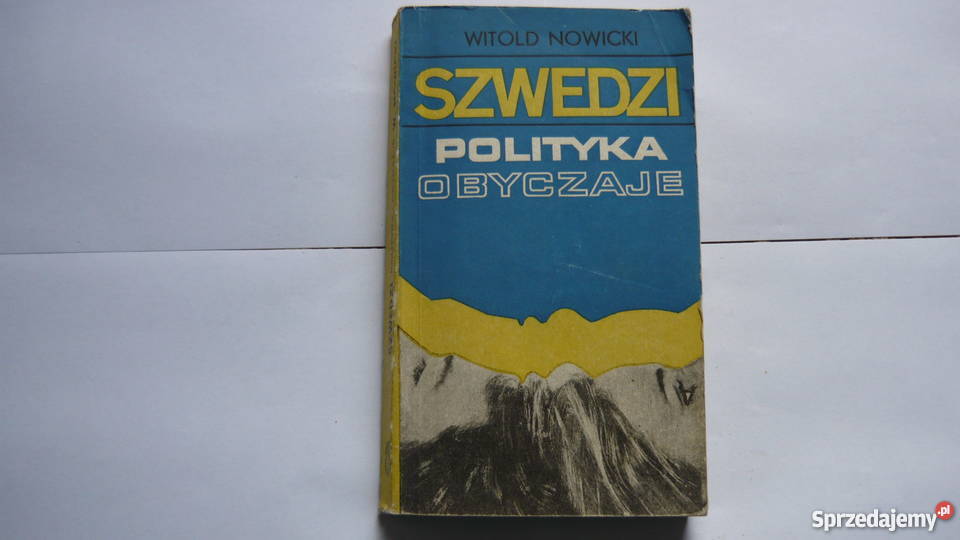 WITOLD NOWICKI
SZWEDZI
POLITYKA
OBYCZAJE
Sprzedajemy.pl